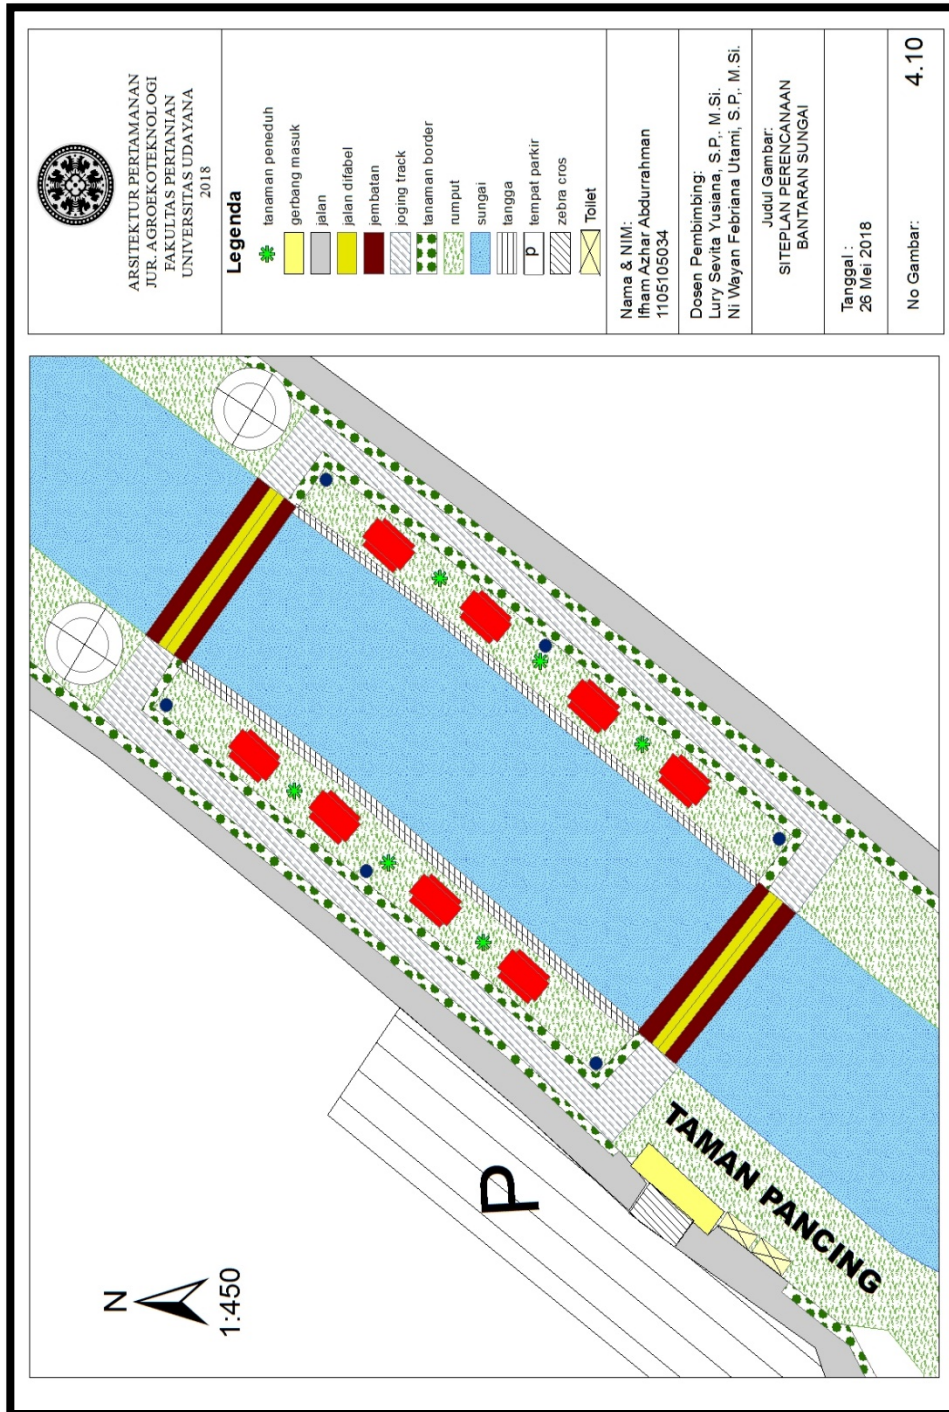 ARSITEKTUR PERTAMANAN
JUR. AGROEKOTEKNOLOGI
FAKULTAS PERTANIAN
UNIVERSITAS UDAYANA
2018
Legenda
tanaman peneduh
gerbang masuk
jalan
jalan difabel
jembatan
joging track
tanaman border
rumput
sungai
tangga
P tempat parkir
zebra cros
Toilet
Nama & NIM:
Ifham Azhar Abdurrahman
1105105034
Dosen Pembimbing:
Lury Sevita Yusiana, S.P,. M.Si.
Ni Wayan Febriana Utami, S.P,. M.Si.
Judul Gambar:
SITEPLAN PERENCANAAN
BANTARAN SUNGAI
Tanggal :
26 Mei 2018
No Gambar:
4.10
N
1:450
P
TAMAN PANCING